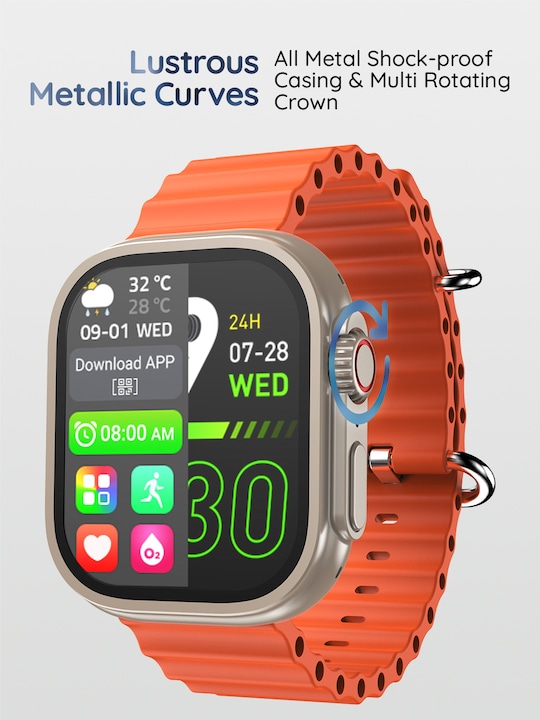 Lustrous
Metallic Curves
All Metal Shock-proof
Casing & Multi Rotating
Crown
32 °C
28 °C
09-01 WED
Download APP
08:00 AM
O2
24H
07-28
WED
30